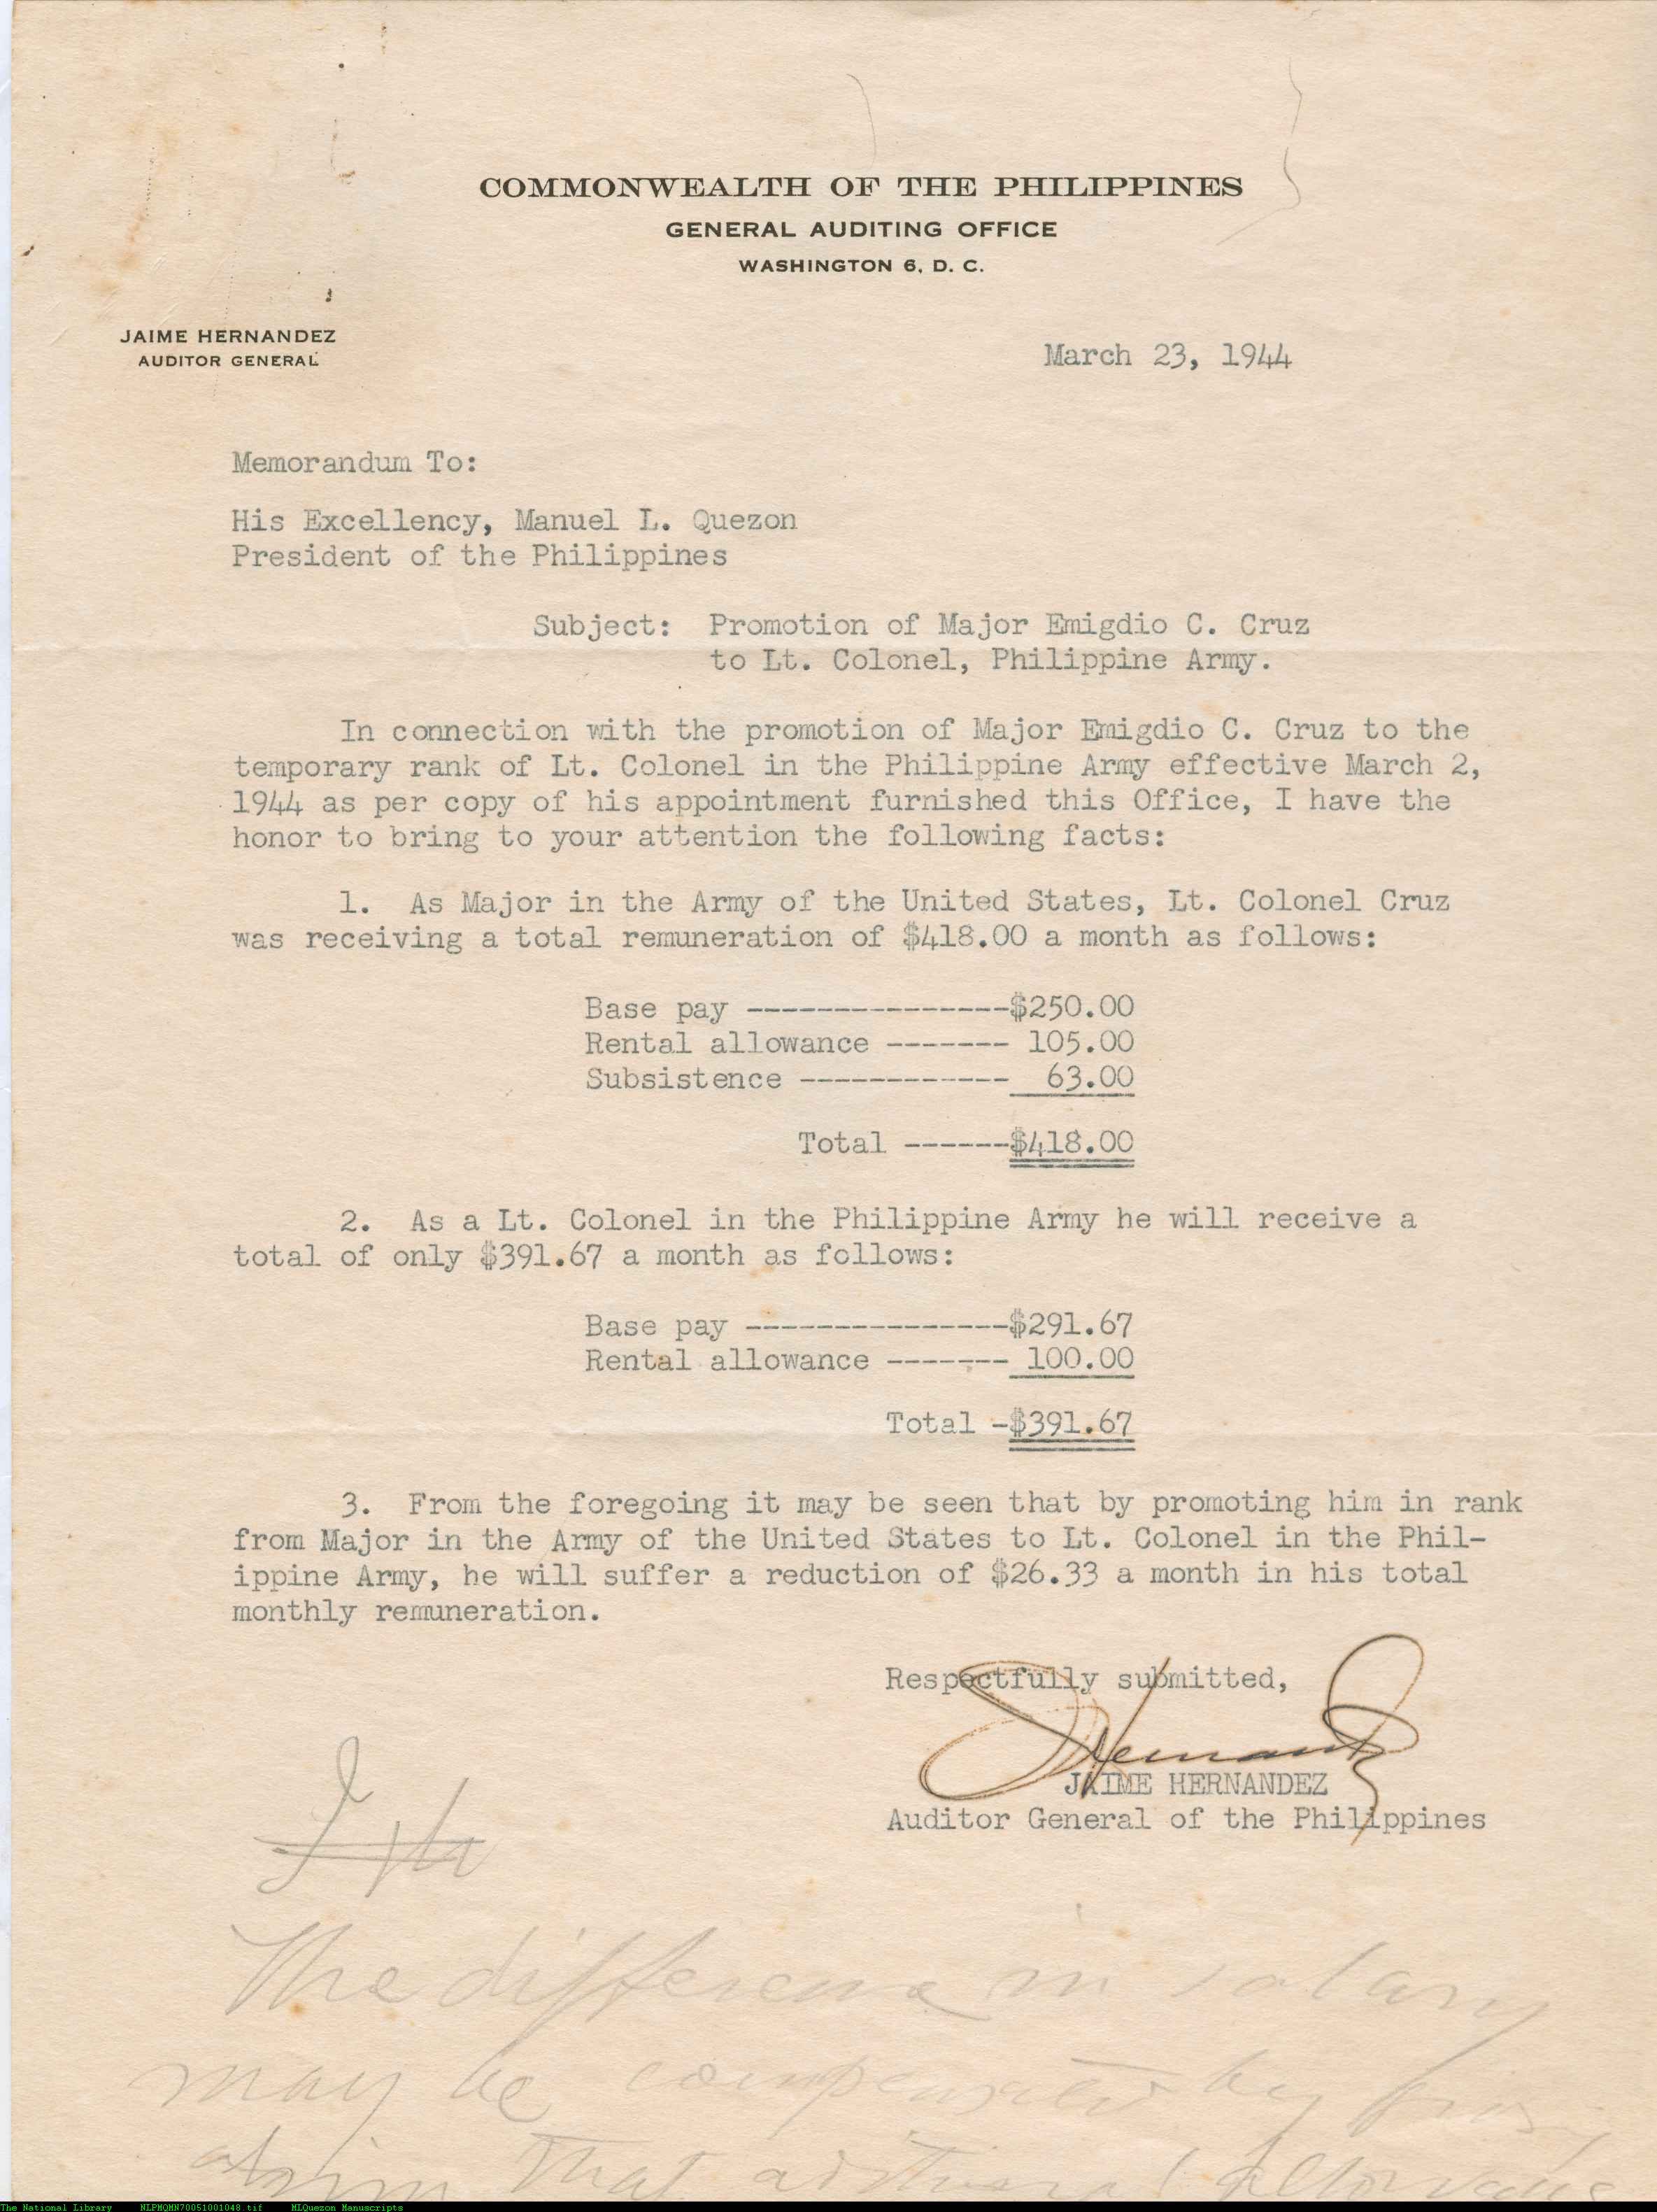 COMMONWEALTH OF THE PHILIPPINES
GENERAL AUDITING OFFICE
WASHINGTON 6, D. C.
JAIME HERNANDEZ
AUDITOR GENERAL
March 23, 1944
Memorandum To:
His Excellency, Manuel L. Quezon
President of the Philippines
Subject: Promotion of Major Emigdio C. Cruz
to Lt. Colonel, Philippine Army.
In connection with the promotion of Major Emigdio C. Cruz to the
temporary rank of Lt. Colonel in the Philippine Army effective March 2,
1944 as per copy of his appointment furnished this Office, I have the
honor to bring to your attention the following facts:
1. As Major in the Army of the United States, Lt. Colonel Cruz
was receiving a total remuneration of $418.00 a month as follows:
Base pay ---------------$250.00
Rental allowance ------- 105.00
Subsistence ------------ 63.00
Total ------$418.00
2. As a Lt. Colonel in the Philippine Army he will receive a
total of only $391.67 a month as follows:
Base pay ---------------$291.67
Rental allowance ------- 100.00
Total -$391.67
3. From the foregoing it may be seen that by promoting him in rank
from Major in the Army of the United States to Lt. Colonel in the Phil-
ippine Army, he will suffer a reduction of $26.33 a month in his total
monthly remuneration.
Respectfully submitted,
JAIME HERNANDEZ
Auditor General of the Philippines
The difference in salary
may be compensated by
him that additional allowance
The National Library NLPMQMN70051001048.tif MLQuezon Manuscripts